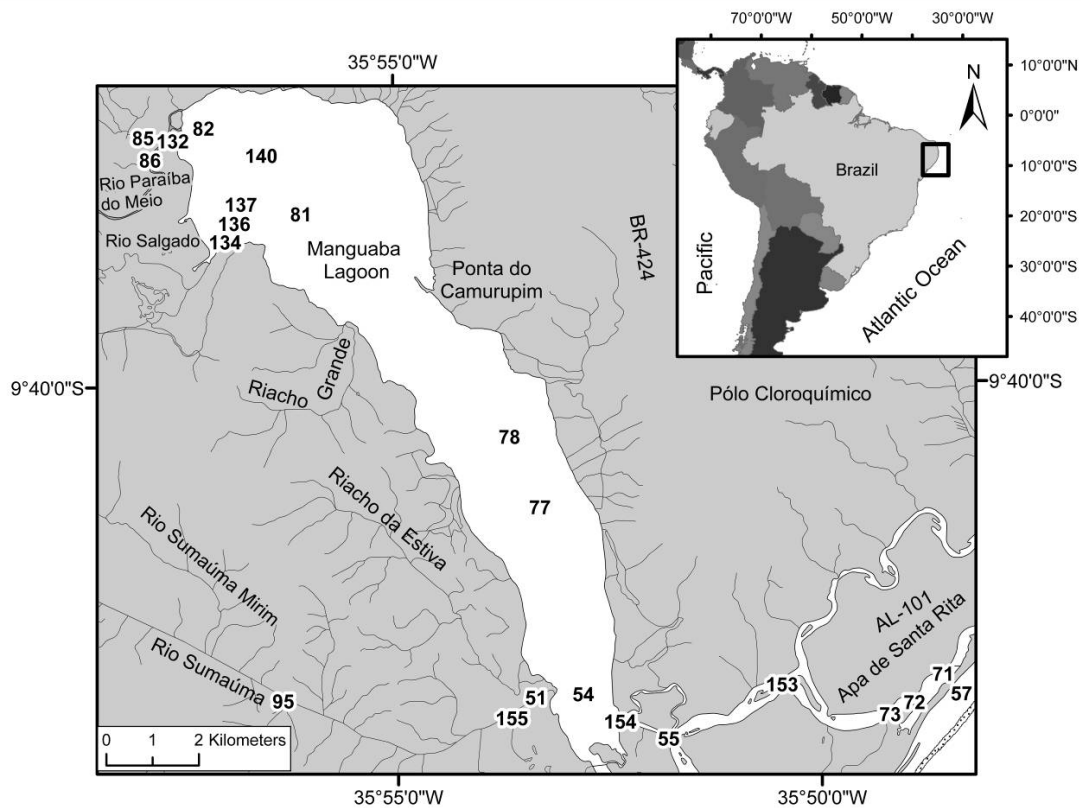 70°0'0"W 50°0'0"W 30°0'0"W
35°55'0"W
10°0'0"N
0°0'0"
10°0'0"S
20°0'0"S
30°0'0"S
40°0'0"S
N
Brazil
Pacific
Atlantic Ocean
85 132 82
86
140
Rio Paraíba
do Meio
137
136
134
81
Rio Salgado
Manguaba
Lagoon
Ponta do
Camurupim
BR-424
9°40'0"S
9°40'0"S
Riacho Grande
Pólo Cloroquímico
78
77
Riacho da Estiva
Rio Sumaúma Mirim
Rio Sumaúma
95
AL-101
Apa de Santa Rita
51
54
155
154
55
153
73
72
71
57
0 1 2 Kilometers
35°55'0"W
35°50'0"W